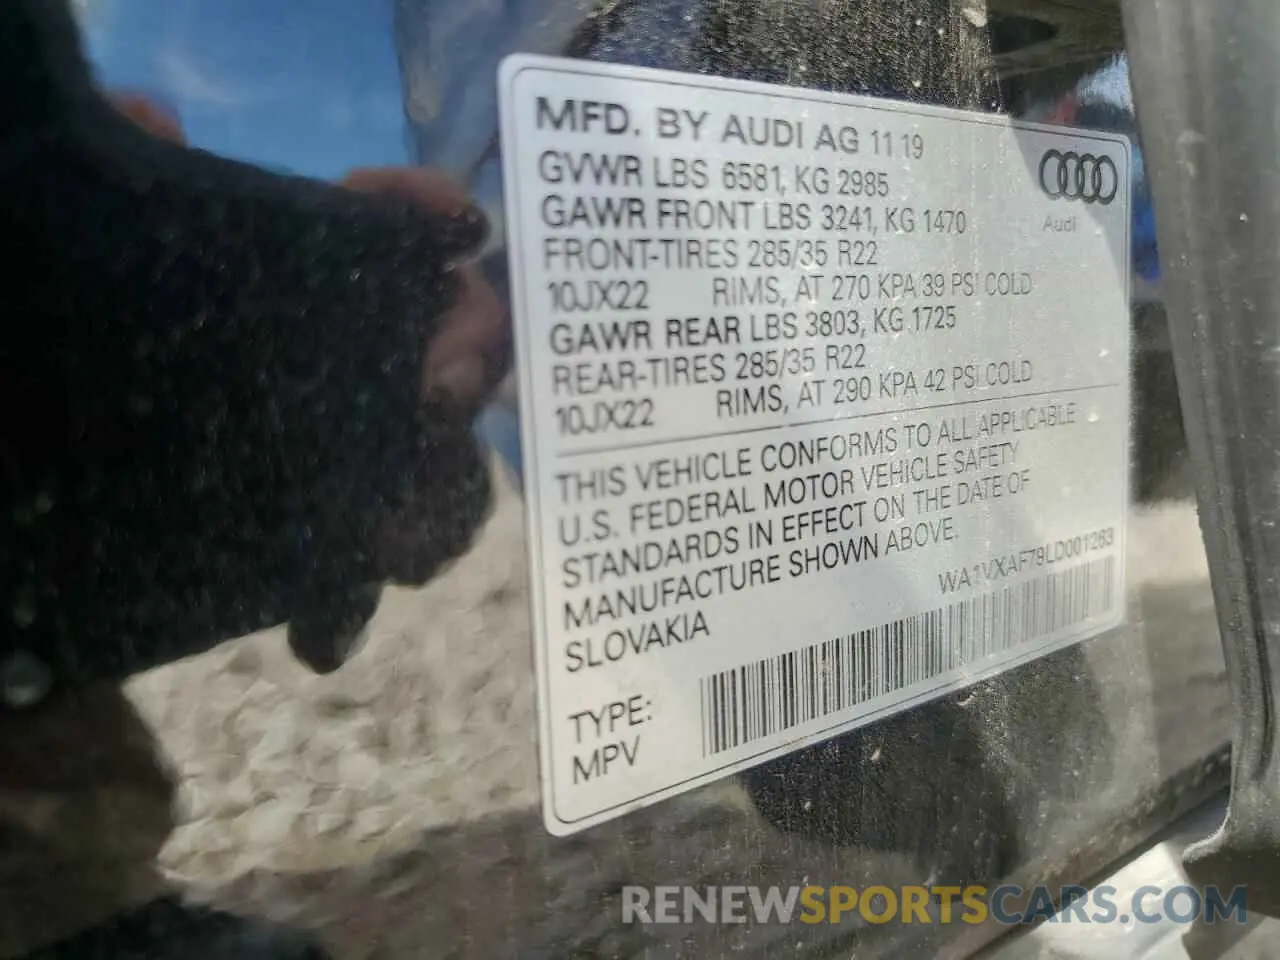 MFD. BY AUDI AG 11 19
GVWR LBS 6581, KG 2985
GAWR FRONT LBS 3241, KG 1470
FRONT-TIRES 285/35 R22
10JX22 RIMS, AT 270 KPA 39 PSI COLD
GAWR REAR LBS 3803, KG 1725
REAR-TIRES 285/35 R22
10JX22 RIMS, AT 290 KPA 42 PSI COLD
Audi
THIS VEHICLE CONFORMS TO ALL APPLICABLE
U.S. FEDERAL MOTOR VEHICLE SAFETY
STANDARDS IN EFFECT ON THE DATE OF
MANUFACTURE SHOWN ABOVE.
SLOVAKIA
WA1VXAF79LD001263
TYPE:
MPV
RENEWSPORTSCARS.COM